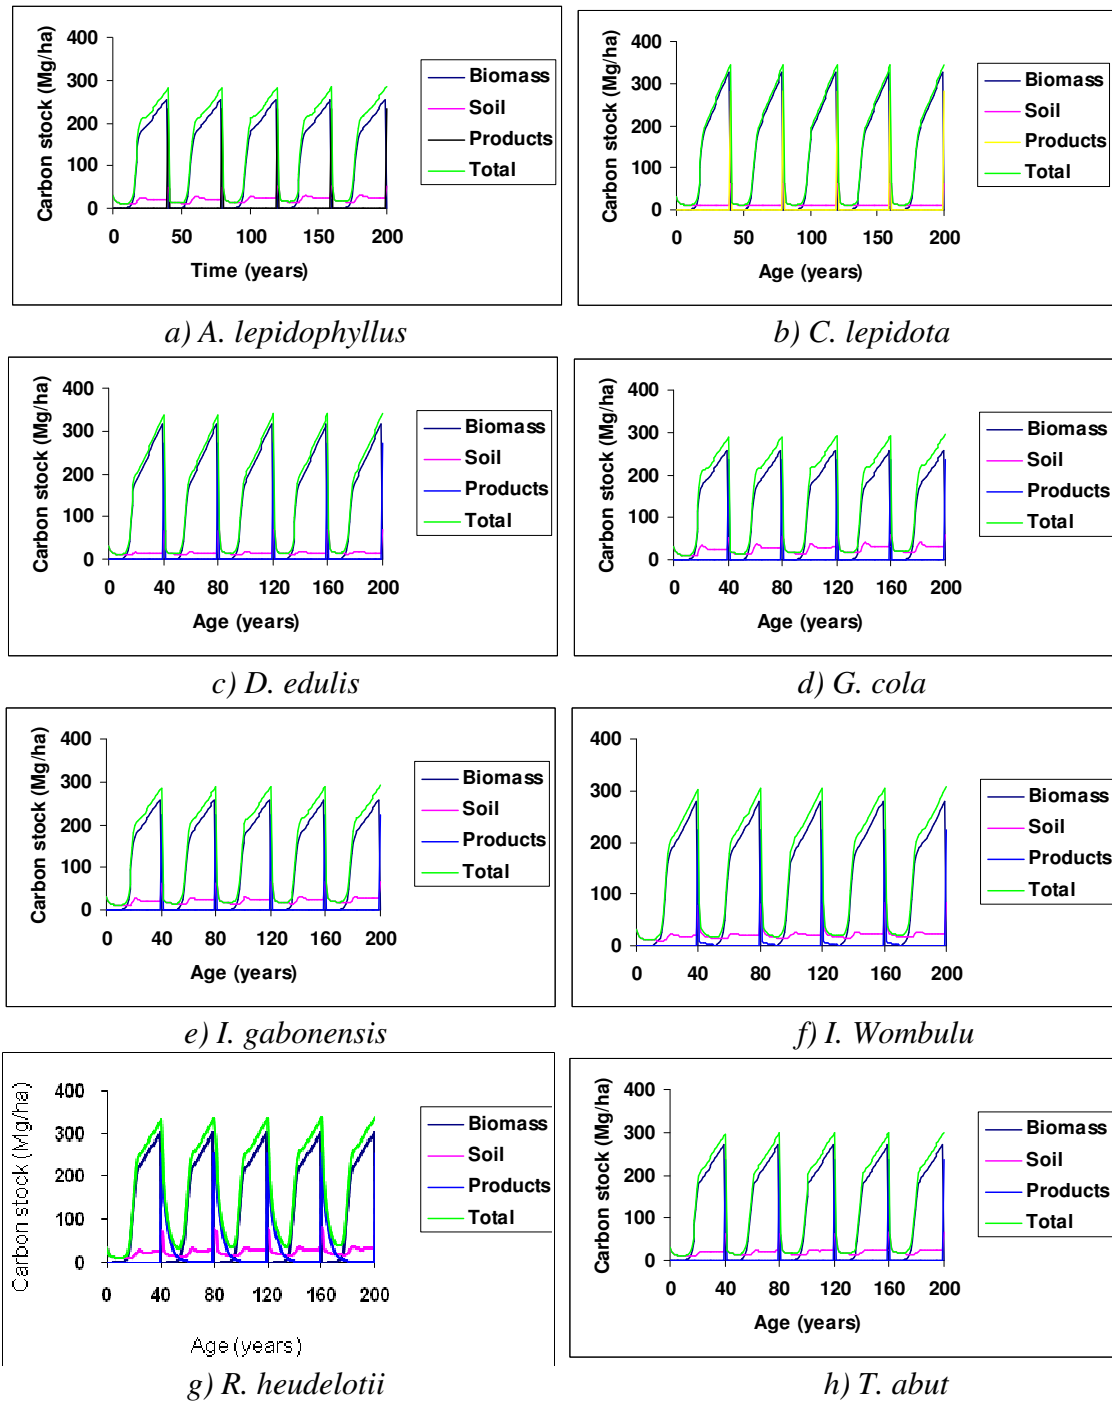 Carbon stock (Mg/ha)
400
300
200
100
0
0 50 100 150 200
Time (years)
Biomass
Soil
Products
Total
a) A. lepidophyllus
Carbon stock (Mg/ha)
400
300
200
100
0
0 50 100 150 200
Age (years)
Biomass
Soil
Products
Total
b) C. lepidota
Carbon stock (Mg/ha)
400
300
200
100
0
0 40 80 120 160 200
Age (years)
Biomass
Soil
Products
Total
c) D. edulis
Carbon stock (Mg/ha)
400
300
200
100
0
0 40 80 120 160 200
Age (years)
Biomass
Soil
Products
Total
d) G. cola
Carbon stock (Mg/ha)
400
300
200
100
0
0 40 80 120 160 200
Age (years)
Biomass
Soil
Products
Total
e) I. gabonensis
Carbon stock (Mg/ha)
400
300
200
100
0
0 40 80 120 160 200
Biomass
Soil
Products
Total
f) I. Wombulu
Carbon stock (Mg/ha)
400
300
200
100
0
0 40 80 120 160 200
Age (years)
Biomass
Soil
Products
Total
g) R. heudelotii
Carbon stock (Mg/ha)
400
300
200
100
0
0 40 80 120 160 200
Age (years)
Biomass
Soil
Products
Total
h) T. abut